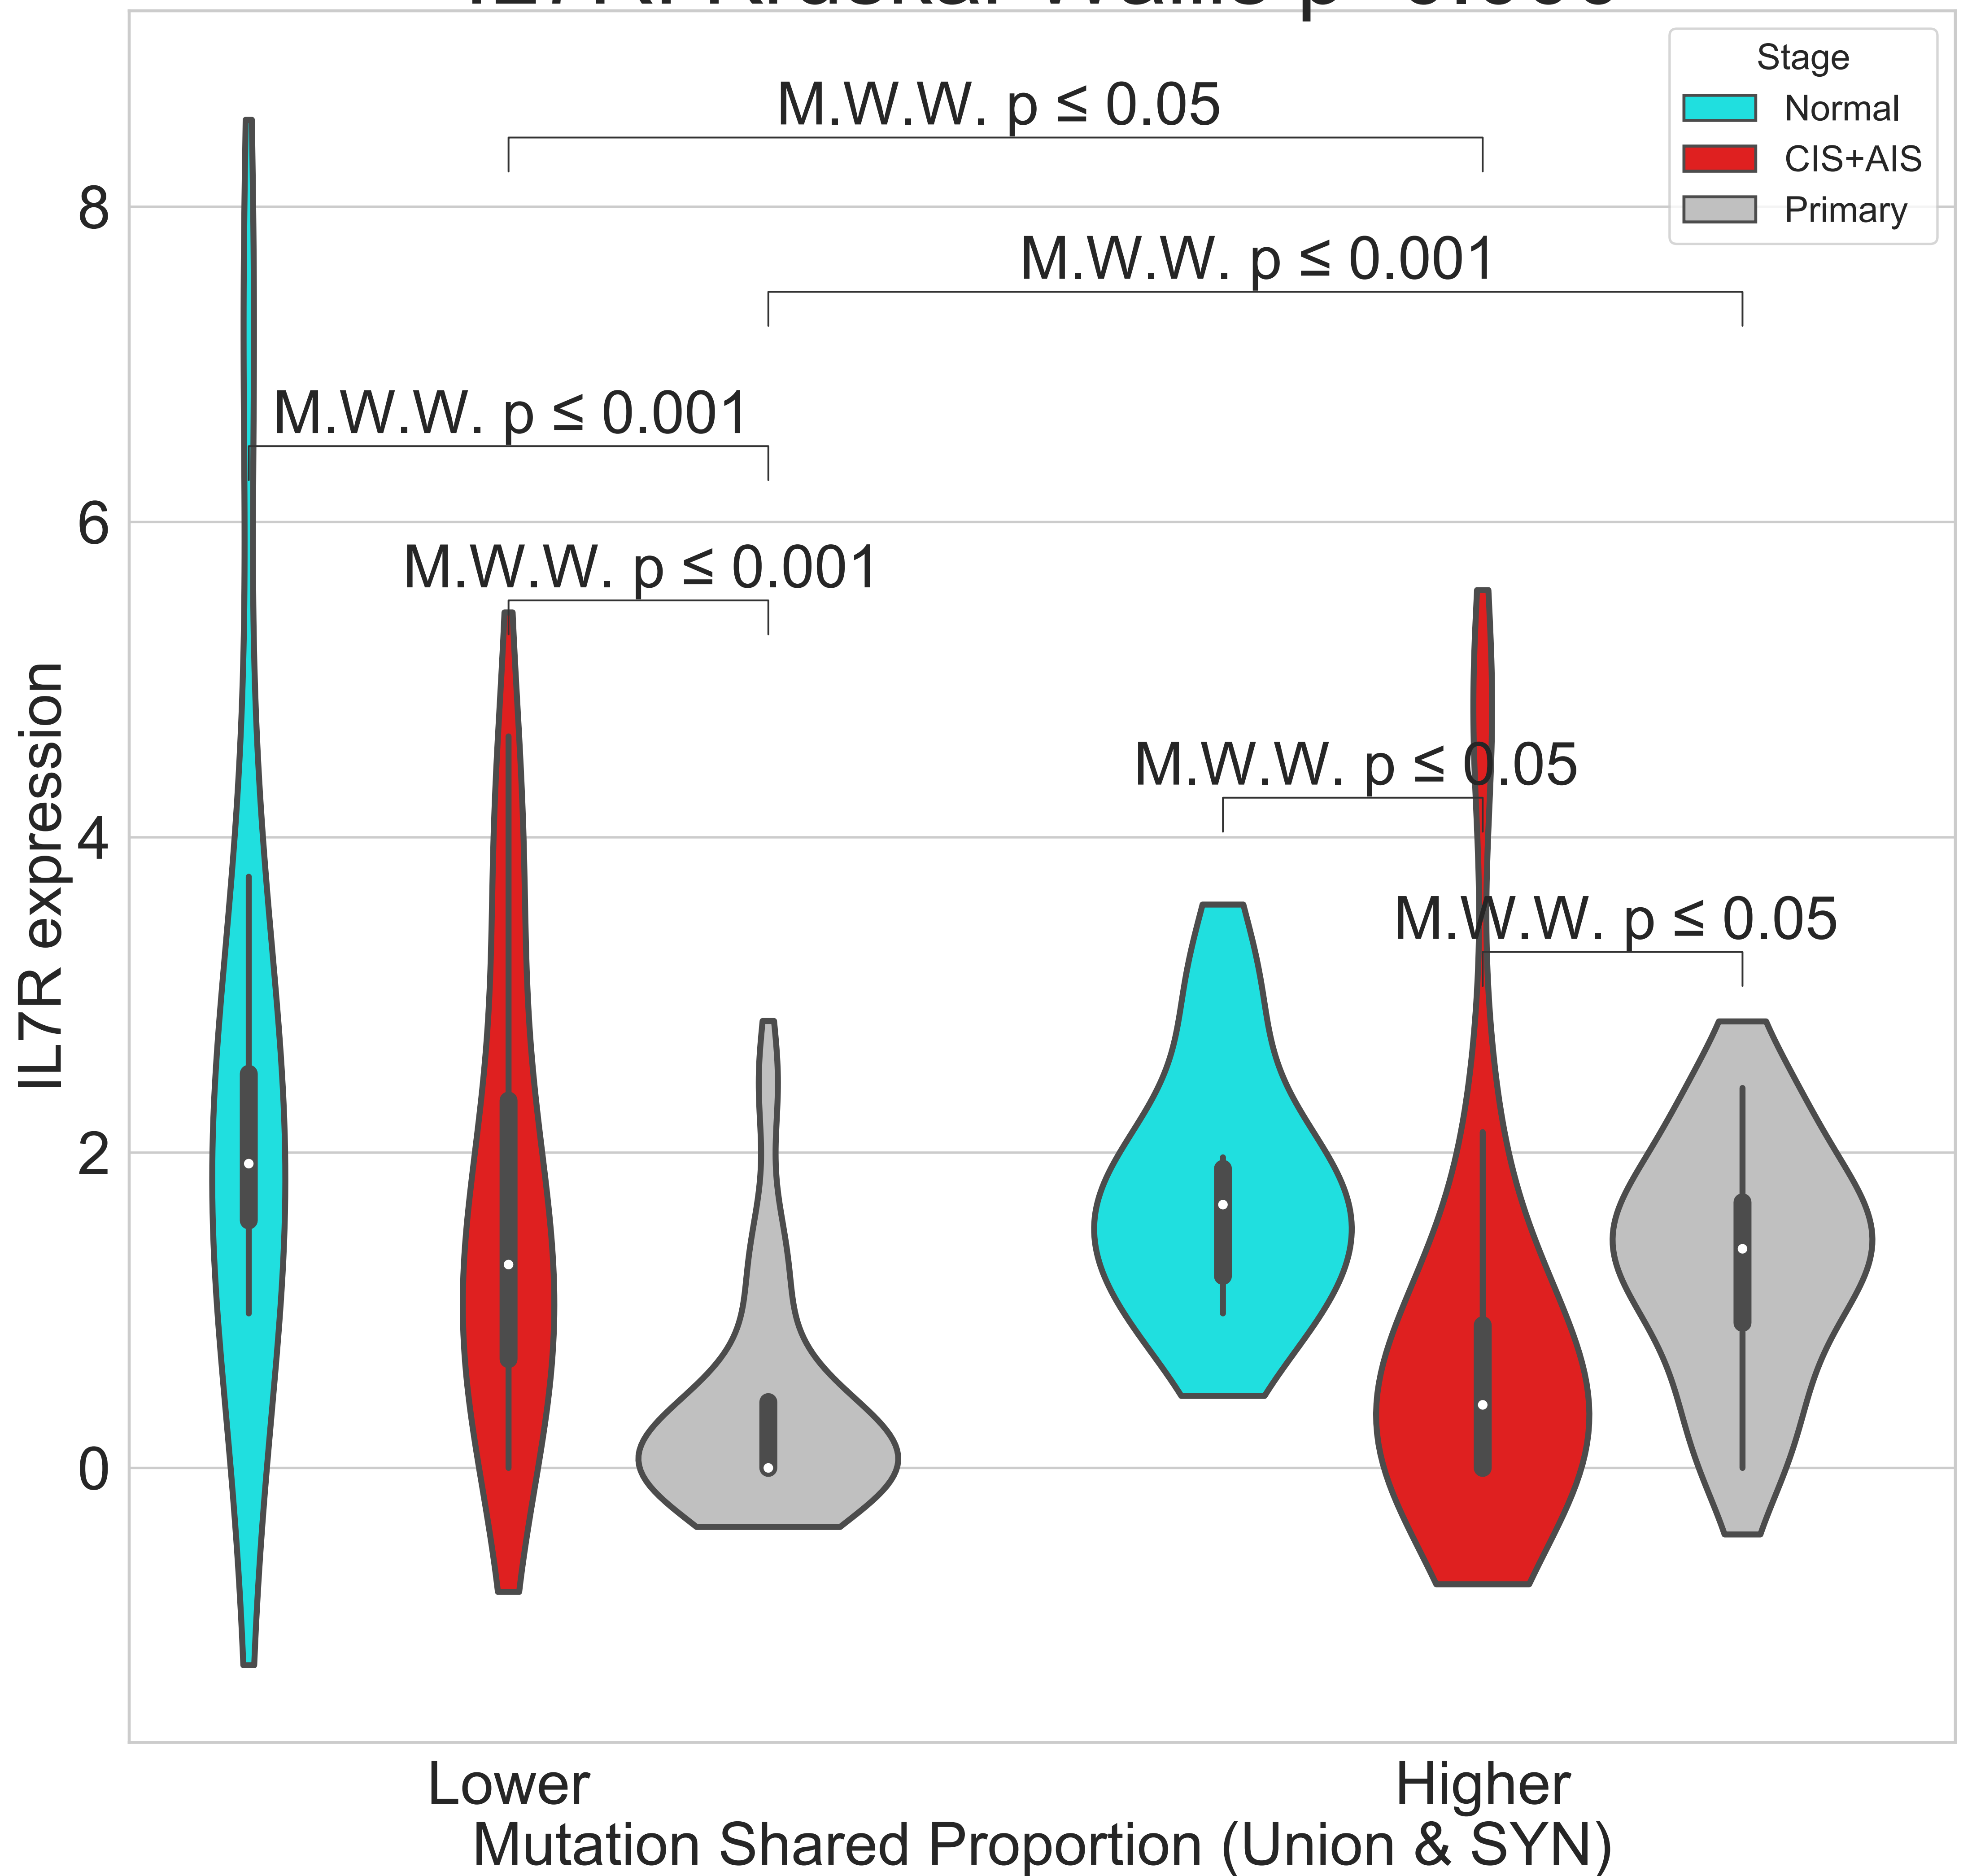 Stage
Normal
CIS+AIS
Primary
M.W.W. p ≤ 0.05
M.W.W. p ≤ 0.001
M.W.W. p ≤ 0.001
M.W.W. p ≤ 0.001
M.W.W. p ≤ 0.05
M.W.W. p ≤ 0.05
8
6
4
2
0
IL7R expression
Lower
Higher
Mutation Shared Proportion (Union & SYN)